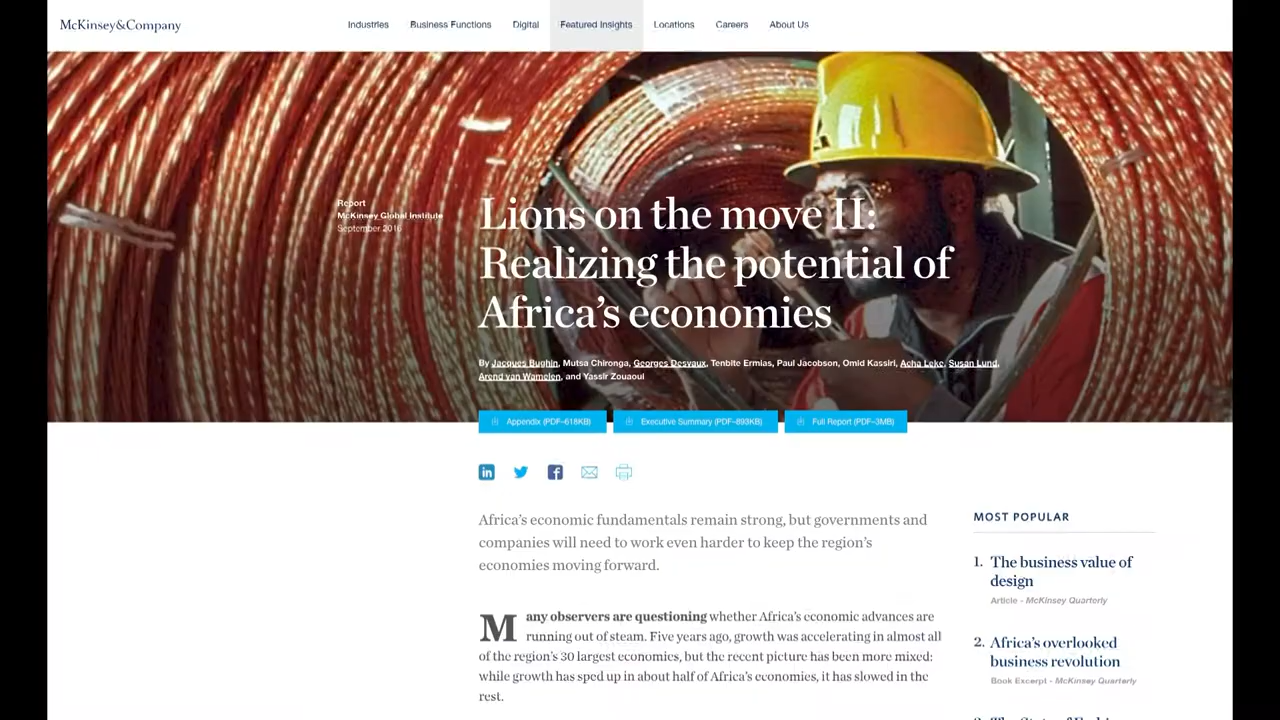 McKinsey&Company
Industries Business Functions Digital Featured Insights Locations Careers About Us
Report
McKinsey Global Institute
September 2016
Lions on the move II:
Realizing the potential of
Africa's economies
By Jacques Bughin, Mutsa Chironga, Georges Desvaux, Tenbite Ermias, Paul Jacobson, Omid Kassiri, Acha Leke, Susan Lund,
Arend van Wamelen, and Yassir Zouaoui
Appendix (PDF–618KB) Executive Summary (PDF–893KB) Full Report (PDF–3MB)
in
f
Africa's economic fundamentals remain strong, but governments and
companies will need to work even harder to keep the region's
economies moving forward.
Many observers are questioning whether Africa's economic advances are
running out of steam. Five years ago, growth was accelerating in almost all
of the region's 30 largest economies, but the recent picture has been more mixed:
while growth has sped up in about half of Africa's economies, it has slowed in the
rest.
MOST POPULAR
1. The business value of
design
Article - McKinsey Quarterly
2. Africa's overlooked
business revolution
Book Excerpt - McKinsey Quarterly